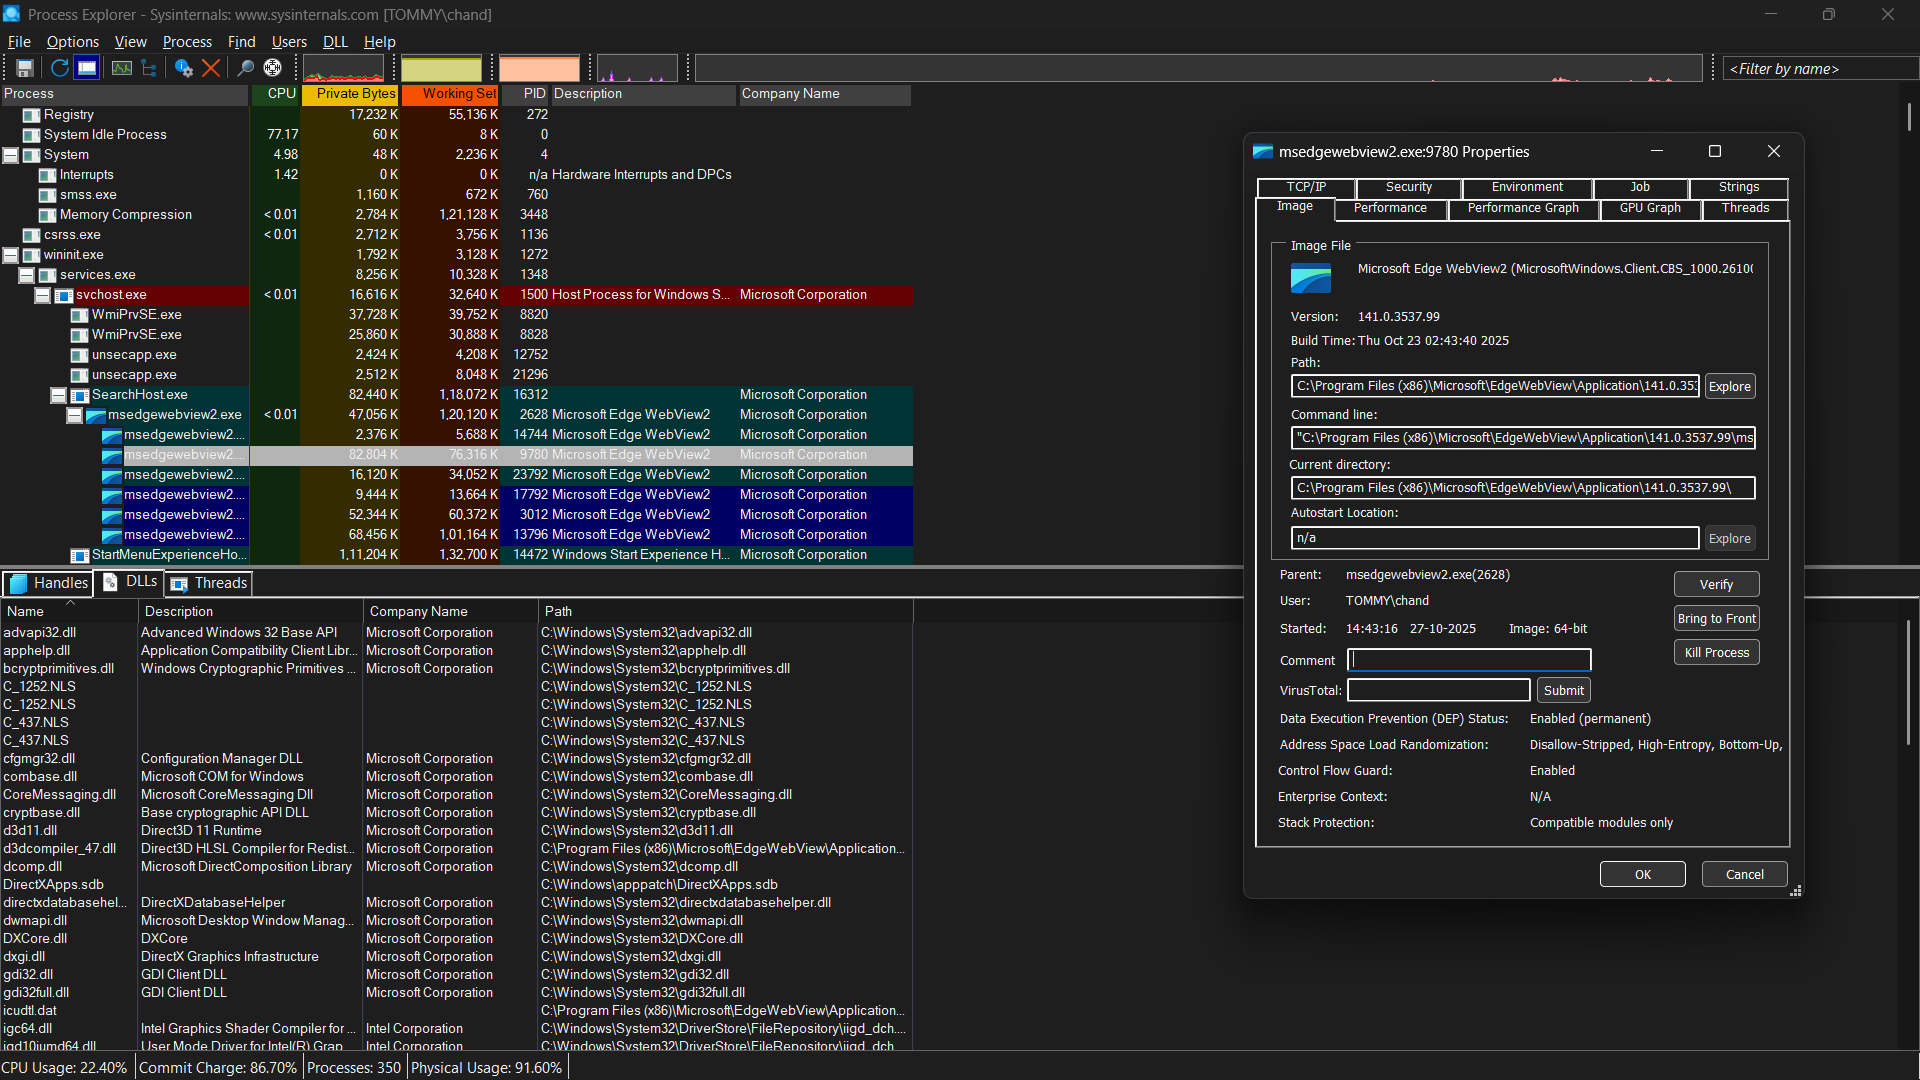 Process Explorer - Sysinternals: www.sysinternals.com [TOMMY\chand]
File Options View Process Find Users DLL Help
<Filter by name>
Process CPU Private Bytes Working Set PID Description Company Name
Registry 17,232 K 55,136 K 272
System Idle Process 77.17 60 K 8 K 0
System 4.98 48 K 2,236 K 4
Interrupts 1.42 0 K 0 K n/a Hardware Interrupts and DPCs
smss.exe 1,160 K 672 K 760
Memory Compression < 0.01 2,784 K 1,21,128 K 3448
csrss.exe < 0.01 2,712 K 3,756 K 1136
wininit.exe 1,792 K 3,128 K 1272
services.exe 8,256 K 10,328 K 1348
svchost.exe < 0.01 16,616 K 32,640 K 1500 Host Process for Windows S... Microsoft Corporation
WmiPrvSE.exe 37,728 K 39,752 K 8820
WmiPrvSE.exe 25,860 K 30,888 K 8828
unsecapp.exe 2,424 K 4,208 K 12752
unsecapp.exe 2,512 K 8,048 K 21296
SearchHost.exe 82,440 K 1,18,072 K 16312 Microsoft Corporation
msedgewebview2.exe < 0.01 47,056 K 1,20,120 K 2628 Microsoft Edge WebView2 Microsoft Corporation
msedgewebview2.... 2,376 K 5,688 K 14744 Microsoft Edge WebView2 Microsoft Corporation
msedgewebview2.... 82,804 K 76,316 K 9780 Microsoft Edge WebView2 Microsoft Corporation
msedgewebview2.... 16,120 K 34,052 K 23792 Microsoft Edge WebView2 Microsoft Corporation
msedgewebview2.... 9,444 K 13,664 K 17792 Microsoft Edge WebView2 Microsoft Corporation
msedgewebview2.... 52,344 K 60,372 K 3012 Microsoft Edge WebView2 Microsoft Corporation
msedgewebview2.... 68,456 K 1,01,164 K 13796 Microsoft Edge WebView2 Microsoft Corporation
StartMenuExperienceHo... 1,11,204 K 1,32,700 K 14472 Windows Start Experience H... Microsoft Corporation
Handles DLLs Threads
Name Description Company Name Path
advapi32.dll Advanced Windows 32 Base API Microsoft Corporation C:\Windows\System32\advapi32.dll
apphelp.dll Application Compatibility Client Libr... Microsoft Corporation C:\Windows\System32\apphelp.dll
bcryptprimitives.dll Windows Cryptographic Primitives ... Microsoft Corporation C:\Windows\System32\bcryptprimitives.dll
C_1252.NLS C:\Windows\System32\C_1252.NLS
C_1252.NLS C:\Windows\System32\C_1252.NLS
C_437.NLS C:\Windows\System32\C_437.NLS
C_437.NLS C:\Windows\System32\C_437.NLS
cfgmgr32.dll Configuration Manager DLL Microsoft Corporation C:\Windows\System32\cfgmgr32.dll
combase.dll Microsoft COM for Windows Microsoft Corporation C:\Windows\System32\combase.dll
CoreMessaging.dll Microsoft CoreMessaging Dll Microsoft Corporation C:\Windows\System32\CoreMessaging.dll
cryptbase.dll Base cryptographic API DLL Microsoft Corporation C:\Windows\System32\cryptbase.dll
d3d11.dll Direct3D 11 Runtime Microsoft Corporation C:\Windows\System32\d3d11.dll
d3dcompiler_47.dll Direct3D HLSL Compiler for Redist... Microsoft Corporation C:\Program Files (x86)\Microsoft\EdgeWebView\Application...
dcomp.dll Microsoft DirectComposition Library Microsoft Corporation C:\Windows\System32\dcomp.dll
DirectXApps.sdb C:\Windows\apppatch\DirectXApps.sdb
directxdatabasehel... DirectXDatabaseHelper Microsoft Corporation C:\Windows\System32\directxdatabasehelper.dll
dwmapi.dll Microsoft Desktop Window Manag... Microsoft Corporation C:\Windows\System32\dwmapi.dll
DXCore.dll DXCore Microsoft Corporation C:\Windows\System32\DXCore.dll
dxgi.dll DirectX Graphics Infrastructure Microsoft Corporation C:\Windows\System32\dxgi.dll
gdi32.dll GDI Client DLL Microsoft Corporation C:\Windows\System32\gdi32.dll
gdi32full.dll GDI Client DLL Microsoft Corporation C:\Windows\System32\gdi32full.dll
icudtl.dat C:\Program Files (x86)\Microsoft\EdgeWebView\Application...
igc64.dll Intel Graphics Shader Compiler for ... Intel Corporation C:\Windows\System32\DriverStore\FileRepository\iigd_dch....
igd10iumd64.dll User Mode Driver for Intel(R) Grap... Intel Corporation C:\Windows\System32\DriverStore\FileRepository\iigd_dch
CPU Usage: 22.40% Commit Charge: 86.70% Processes: 350 Physical Usage: 91.60%
msedgewebview2.exe:9780 Properties
TCP/IP Security Environment Job Strings
Image Performance Performance Graph GPU Graph Threads
Image File
Microsoft Edge WebView2 (MicrosoftWindows.Client.CBS_1000.26100
Version: 141.0.3537.99
Build Time: Thu Oct 23 02:43:40 2025
Path:
C:\Program Files (x86)\Microsoft\EdgeWebView\Application\141.0.353 Explore
Command line:
"C:\Program Files (x86)\Microsoft\EdgeWebView\Application\141.0.3537.99\ms
Current directory:
C:\Program Files (x86)\Microsoft\EdgeWebView\Application\141.0.3537.99\
Autostart Location:
n/a Explore
Parent: msedgewebview2.exe(2628) Verify
User: TOMMY\chand
Bring to Front
Started: 14:43:16 27-10-2025 Image: 64-bit
Kill Process
Comment
VirusTotal: Submit
Data Execution Prevention (DEP) Status: Enabled (permanent)
Address Space Load Randomization: Disallow-Stripped, High-Entropy, Bottom-Up,
Control Flow Guard: Enabled
Enterprise Context: N/A
Stack Protection: Compatible modules only
OK Cancel